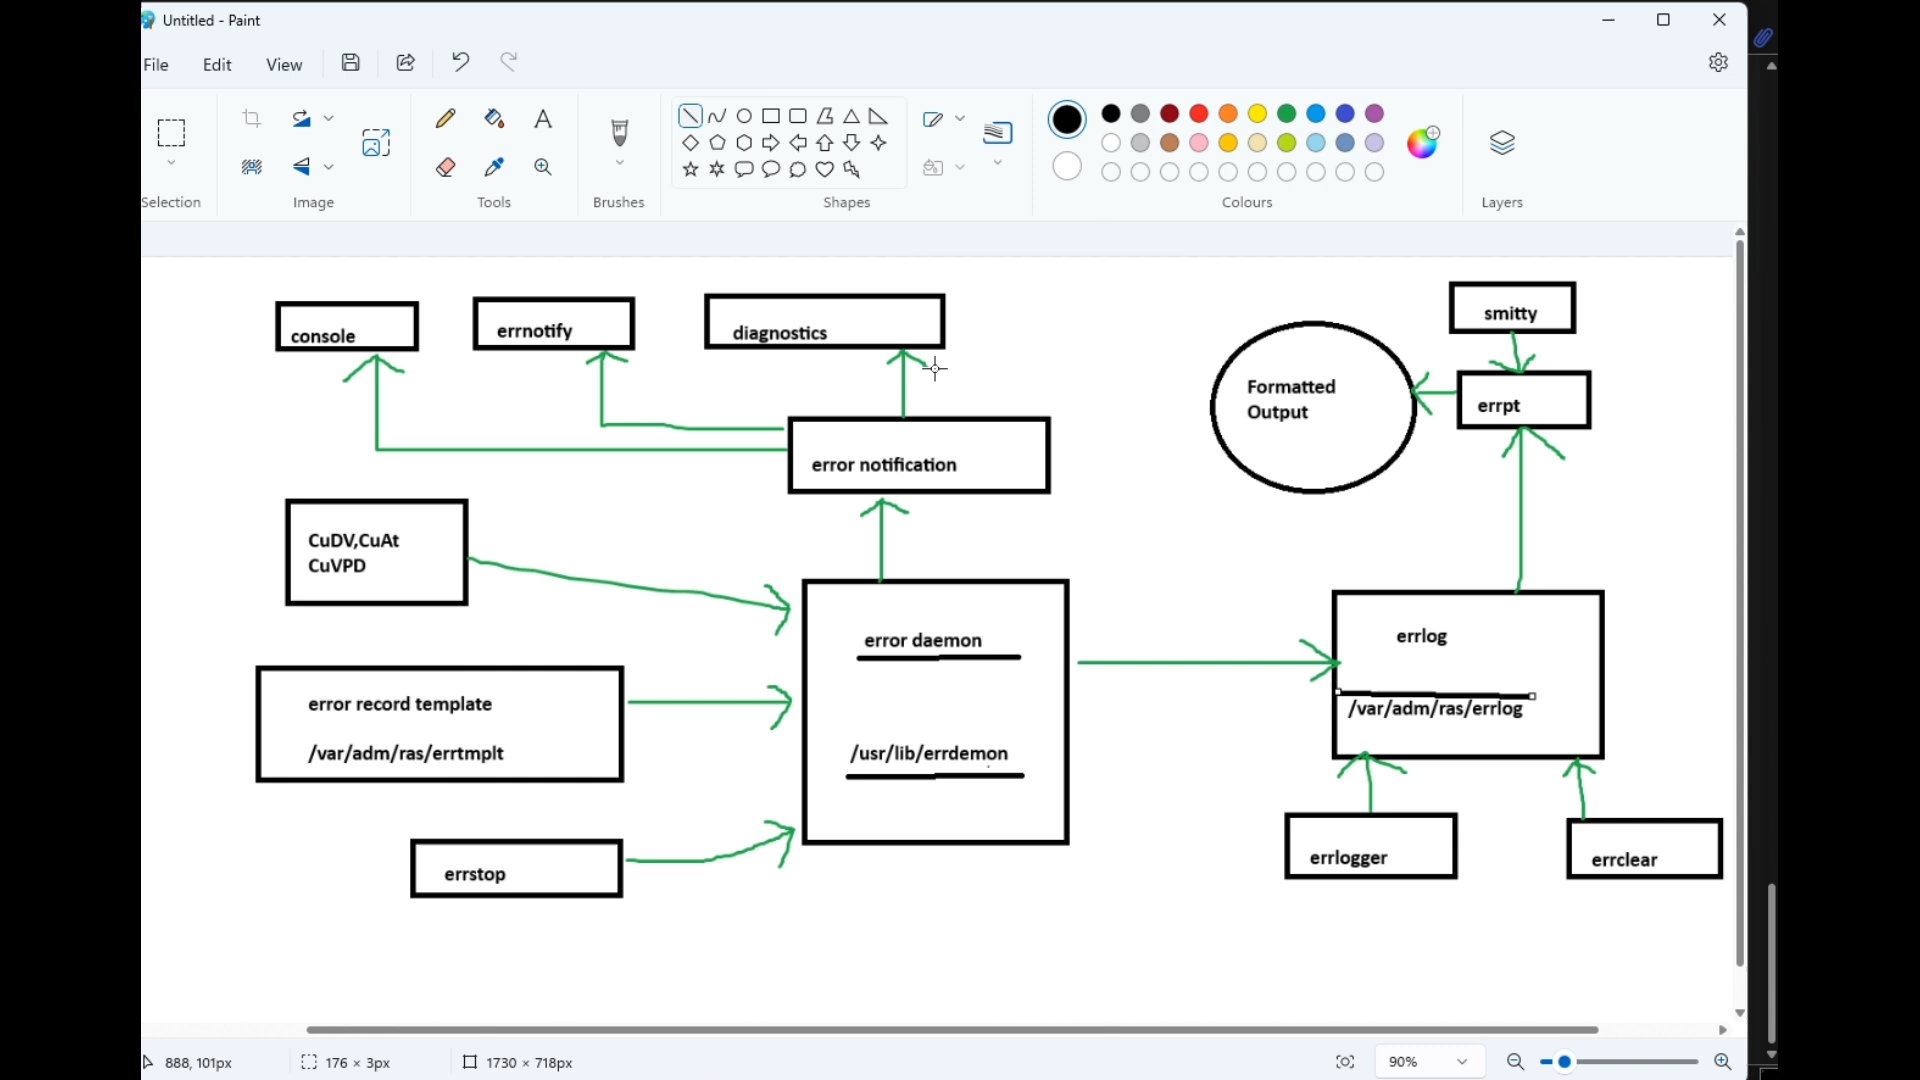 Untitled - Paint
File Edit View
Selection Image Tools Brushes Shapes Colours Layers
console
errnotify
diagnostics
smitty
Formatted
Output
errpt
error notification
CuDV,CuAt
CuVPD
error daemon
errlog
error record template
/var/adm/ras/errlog
/var/adm/ras/errtmplt
/usr/lib/errdemon
errstop
errlogger
errclear
888, 101px 176 × 3px 1730 × 718px 90%